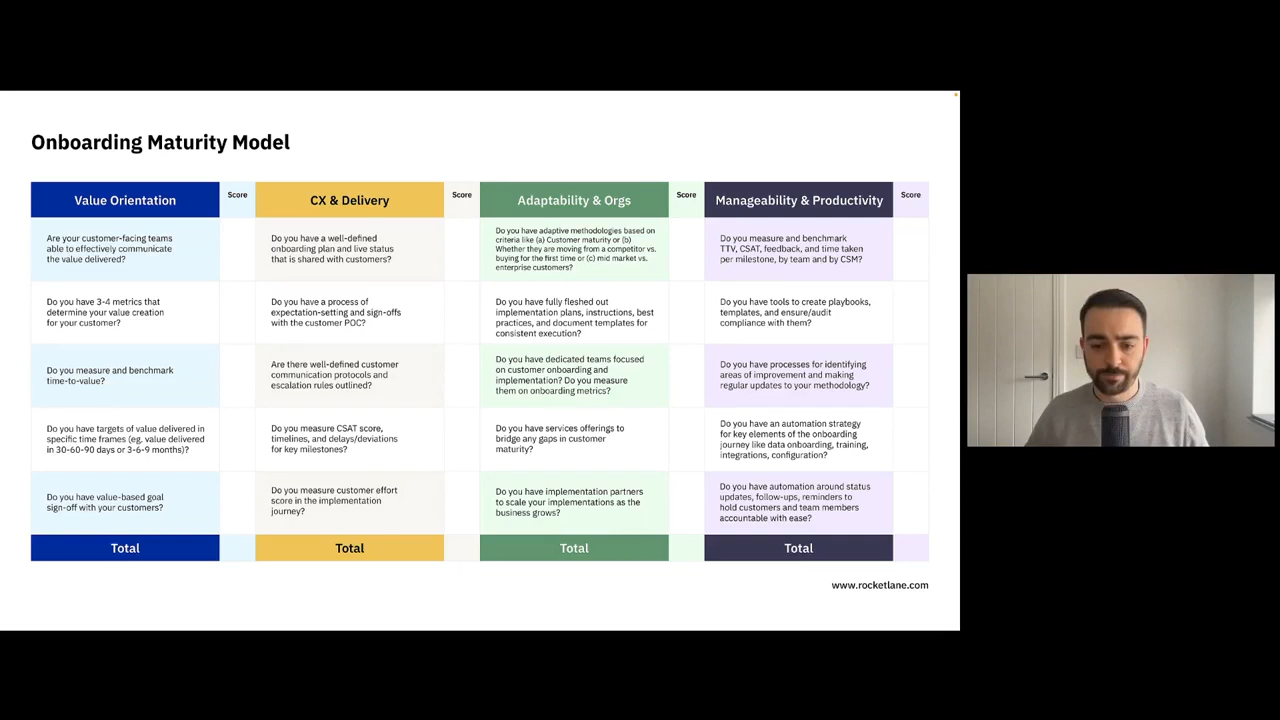 Onboarding Maturity Model
Value Orientation
Score
CX & Delivery
Score
Adaptability & Orgs
Score
Manageability & Productivity
Score
Are your customer-facing teams
able to effectively communicate
the value delivered?
Do you have a well-defined
onboarding plan and live status
that is shared with customers?
Do you have adaptive methodologies based on
criteria like (a) Customer maturity or (b)
Whether they are moving from a competitor vs.
buying for the first time or (c) mid market vs.
enterprise customers?
Do you measure and benchmark
TTV, CSAT, feedback, and time taken
per milestone, by team and by CSM?
Do you have 3-4 metrics that
determine your value creation
for your customer?
Do you have a process of
expectation-setting and sign-offs
with the customer POC?
Do you have fully fleshed out
implementation plans, instructions, best
practices, and document templates for
consistent execution?
Do you have tools to create playbooks,
templates, and ensure/audit
compliance with them?
Do you measure and benchmark
time-to-value?
Are there well-defined customer
communication protocols and
escalation rules outlined?
Do you have dedicated teams focused
on customer onboarding and
implementation? Do you measure
them on onboarding metrics?
Do you have processes for identifying
areas of improvement and making
regular updates to your methodology?
Do you have targets of value delivered in
specific time frames (eg. value delivered
in 30-60-90 days or 3-6-9 months)?
Do you measure CSAT score,
timelines, and delays/deviations
for key milestones?
Do you have services offerings to
bridge any gaps in customer
maturity?
Do you have an automation strategy
for key elements of the onboarding
journey like data onboarding, training,
integrations, configuration?
Do you have value-based goal
sign-off with your customers?
Do you measure customer effort
score in the implementation
journey?
Do you have implementation partners
to scale your implementations as the
business grows?
Do you have automation around status
updates, follow-ups, reminders to
hold customers and team members
accountable with ease?
Total
Total
Total
Total
www.rocketlane.com